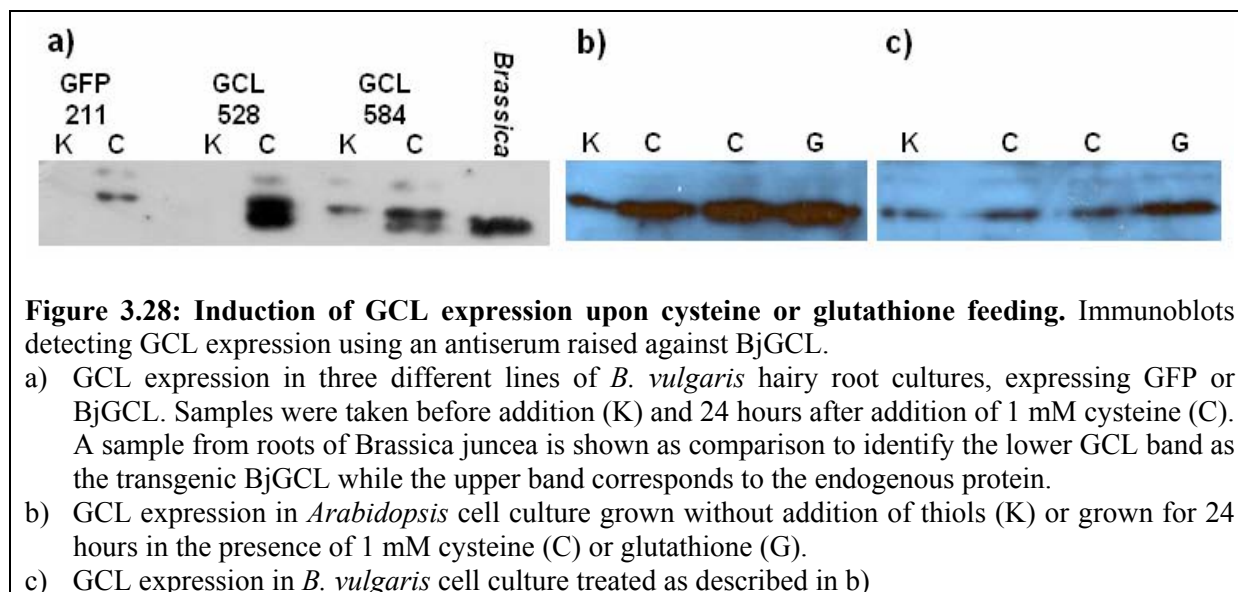 a)
b)
c)
GFP GCL GCL Brassica
211 528 584
K C K C K C K C C G K C C G
Figure 3.28: Induction of GCL expression upon cysteine or glutathione feeding. Immunoblots
detecting GCL expression using an antiserum raised against BjGCL.
a) GCL expression in three different lines of B. vulgaris hairy root cultures, expressing GFP or
BjGCL. Samples were taken before addition (K) and 24 hours after addition of 1 mM cysteine (C).
A sample from roots of Brassica juncea is shown as comparison to identify the lower GCL band as
the transgenic BjGCL while the upper band corresponds to the endogenous protein.
b) GCL expression in Arabidopsis cell culture grown without addition of thiols (K) or grown for 24
hours in the presence of 1 mM cysteine (C) or glutathione (G).
c) GCL expression in B. vulgaris cell culture treated as described in b)